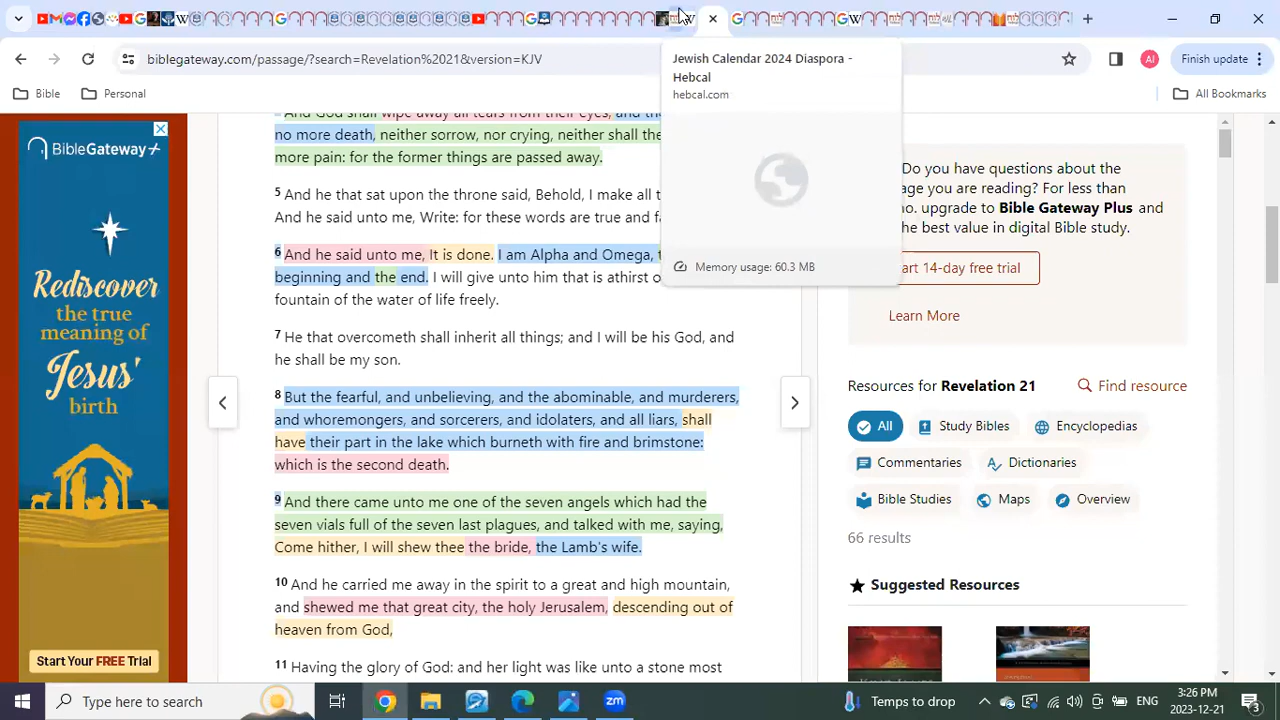 biblegateway.com/passage/?search=Revelation%2021&version=KJV
Finish update
Bible
Personal
All Bookmarks
Jewish Calendar 2024 Diaspora -
Hebcal
hebcal.com
Memory usage: 60.3 MB
BibleGateway+
Rediscover
the true
meaning of
Jesus'
birth
Start Your FREE Trial
And God shall wipe away all tears from their eyes; and
no more death, neither sorrow, nor crying, neither shall the
more pain: for the former things are passed away.
5 And he that sat upon the throne said, Behold, I make all t
And he said unto me, Write: for these words are true and fa
6 And he said unto me, It is done. I am Alpha and Omega,
beginning and the end. I will give unto him that is athirst o
fountain of the water of life freely.
7 He that overcometh shall inherit all things; and I will be his God, and
he shall be my son.
8 But the fearful, and unbelieving, and the abominable, and murderers,
and whoremongers, and sorcerers, and idolaters, and all liars, shall
have their part in the lake which burneth with fire and brimstone:
which is the second death.
9 And there came unto me one of the seven angels which had the
seven vials full of the seven last plagues, and talked with me, saying,
Come hither, I will shew thee the bride, the Lamb's wife.
10 And he carried me away in the spirit to a great and high mountain,
and shewed me that great city, the holy Jerusalem, descending out of
heaven from God,
11 Having the glory of God: and her light was like unto a stone most
Do you have questions about the
age you are reading? For less than
no. upgrade to Bible Gateway Plus and
the best value in digital Bible study.
art 14-day free trial
Learn More
Resources for Revelation 21
Find resource
All
Study Bibles
Encyclopedias
Commentaries
Dictionaries
Bible Studies
Maps
Overview
66 results
Suggested Resources
Type here to search
Temps to drop
ENG
3:26 PM
2023-12-21
3